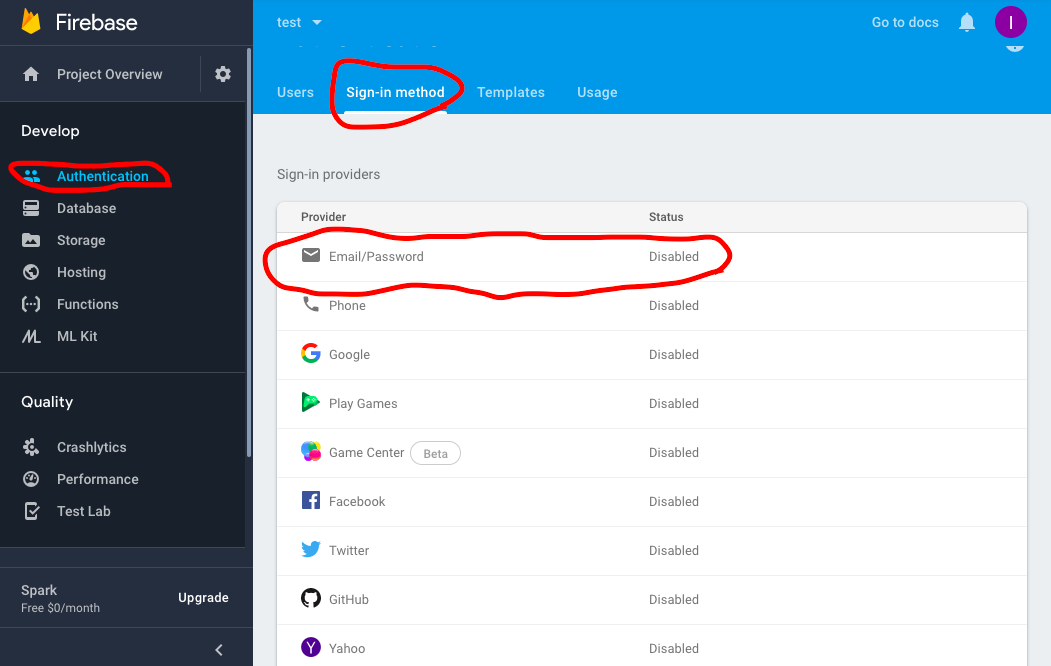 Firebase
Project Overview
Develop
Authentication
Database
Storage
Hosting
Functions
ML Kit
Quality
Crashlytics
Performance
Test Lab
Spark
Free $0/month
Upgrade
test
Go to docs
I
Users Sign-in method Templates Usage
Sign-in providers
Provider Status
Email/Password Disabled
Phone Disabled
Google Disabled
Play Games Disabled
Game Center Beta Disabled
Facebook Disabled
Twitter Disabled
GitHub Disabled
Yahoo Disabled